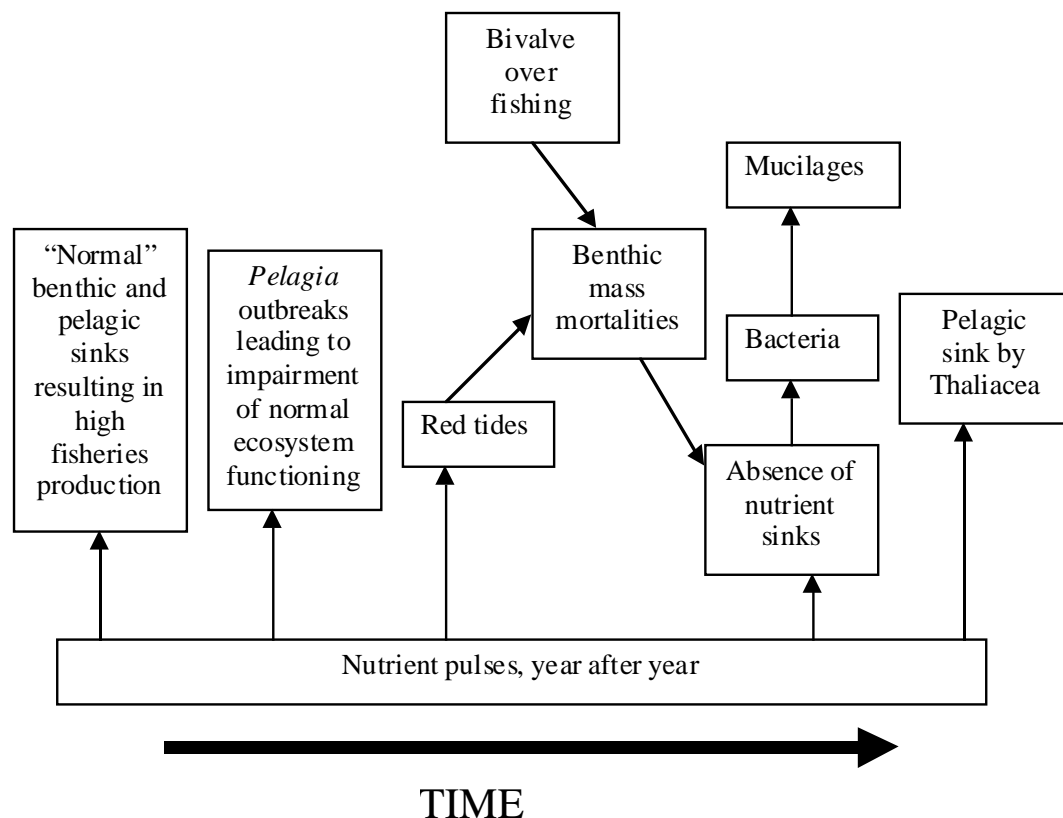 Bivalve
over
fishing
Mucilages
“Normal”
benthic and
pelagic
sinks
resulting in
high
fisheries
production
Pelagia
outbreaks
leading to
impairment
of normal
ecosystem
functioning
Red tides
Benthic
mass
mortalities
Bacteria
Absence of
nutrient
sinks
Pelagic
sink by
Thaliacea
Nutrient pulses, year after year
TIME